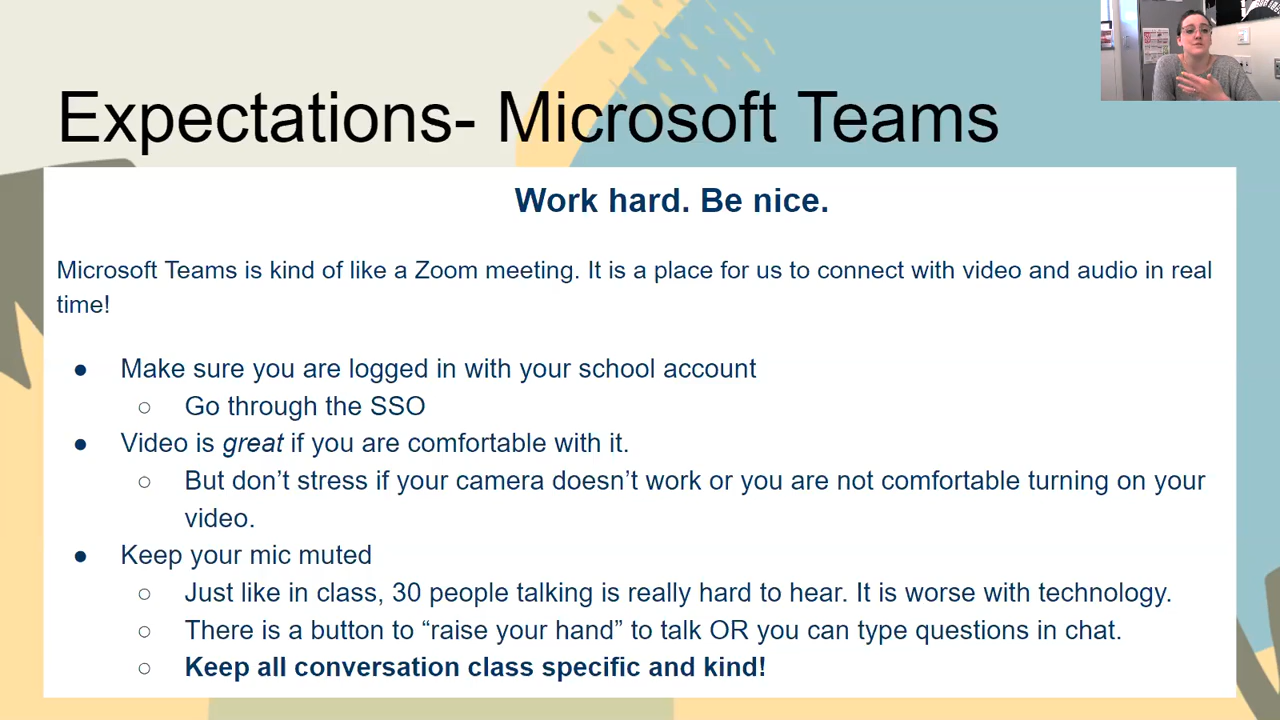 Expectations- Microsoft Teams
Work hard. Be nice.
Microsoft Teams is kind of like a Zoom meeting. It is a place for us to connect with video and audio in real
time!
● Make sure you are logged in with your school account
○ Go through the SSO
● Video is great if you are comfortable with it.
○ But don’t stress if your camera doesn’t work or you are not comfortable turning on your
video.
● Keep your mic muted
○ Just like in class, 30 people talking is really hard to hear. It is worse with technology.
○ There is a button to “raise your hand” to talk OR you can type questions in chat.
○ Keep all conversation class specific and kind!